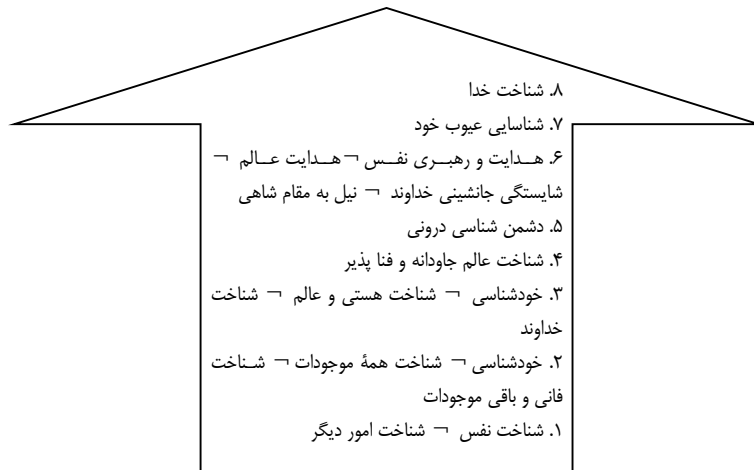 ۸. شناخت خدا
۷. شناسایی عیوب خود
۶. هـدایت و رهبـری نفـس ¬ هـدایت عـالم ¬
شایستگی جانشینی خداوند ¬ نیل به مقام شاهی
۵. دشمن شناسی درونی
۴. شناخت عالم جاودانه و فنا پذیر
۳. خودشناسی ¬ شناخت هستی و عالم ¬ شناخت
خداوند
۲. خودشناسی ¬ شناخت همۀ موجودات ¬ شـناخت
فانی و باقی موجودات
۱. شناخت نفس ¬ شناخت امور دیگر